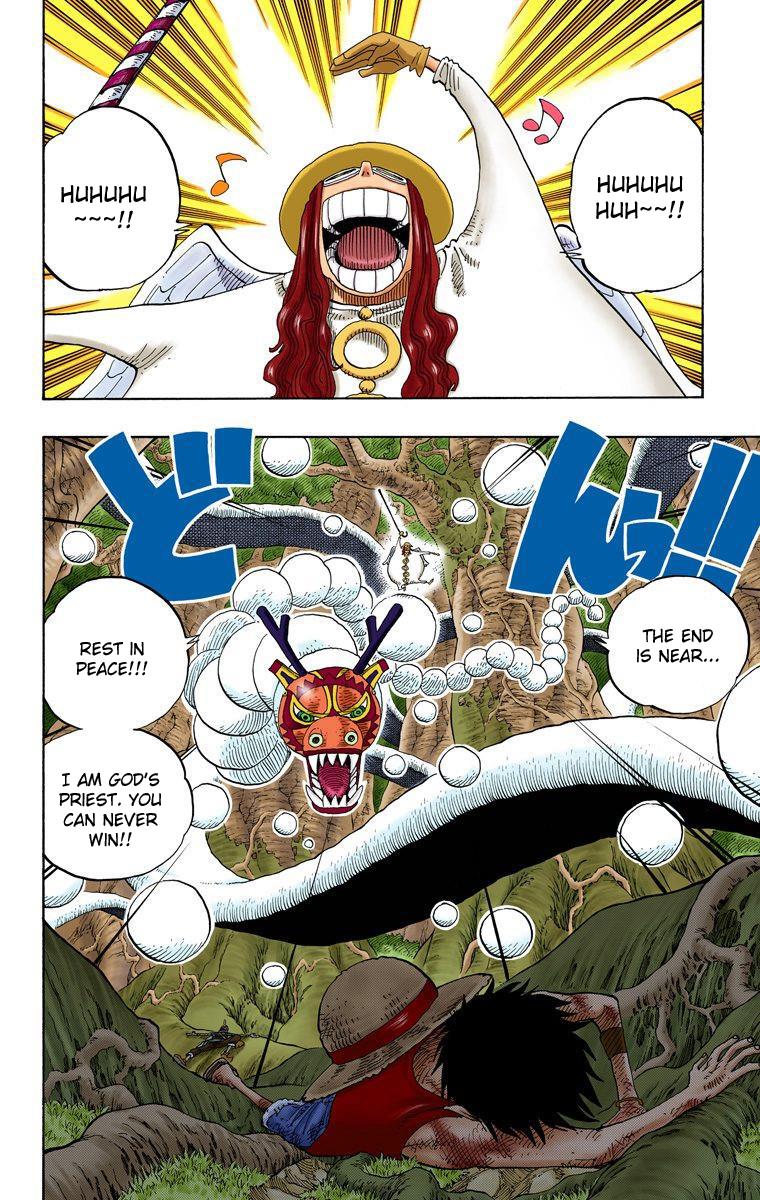 HUHUHU
HUH~~!!
HUHUHU
~~~!!
どんっ!!
THE END
IS NEAR...
REST IN
PEACE!!!
I AM GOD'S
PRIEST. YOU
CAN NEVER
WIN!!